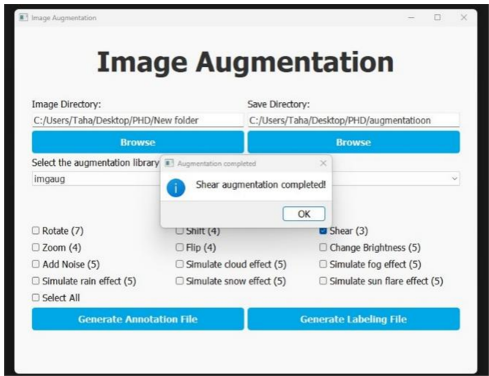 Image Augmentation
Image Augmentation
Image Directory: Save Directory:
C:/Users/Taha/Desktop/PHD/New folder C:/Users/Taha/Desktop/PHD/augmentatioon
Browse Browse
Select the augmentation library
imgaug
Augmentation completed
Shear augmentation completed!
OK
Rotate (7) Shift (4) Shear (3)
Zoom (4) Flip (4) Change Brightness (5)
Add Noise (5) Simulate cloud effect (5) Simulate fog effect (5)
Simulate rain effect (5) Simulate snow effect (5) Simulate sun flare effect (5)
Select All
Generate Annotation File Generate Labeling File